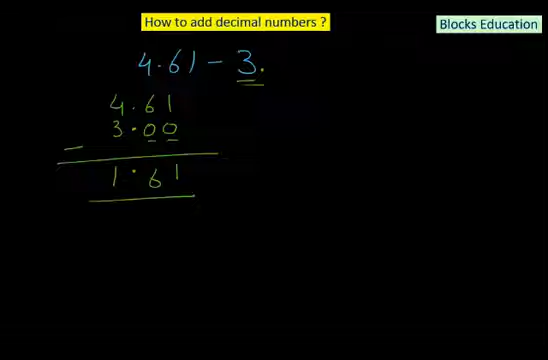 How to add decimal numbers ?
Blocks Education
4.61 - 3.
4.61
- 3.00
1.61